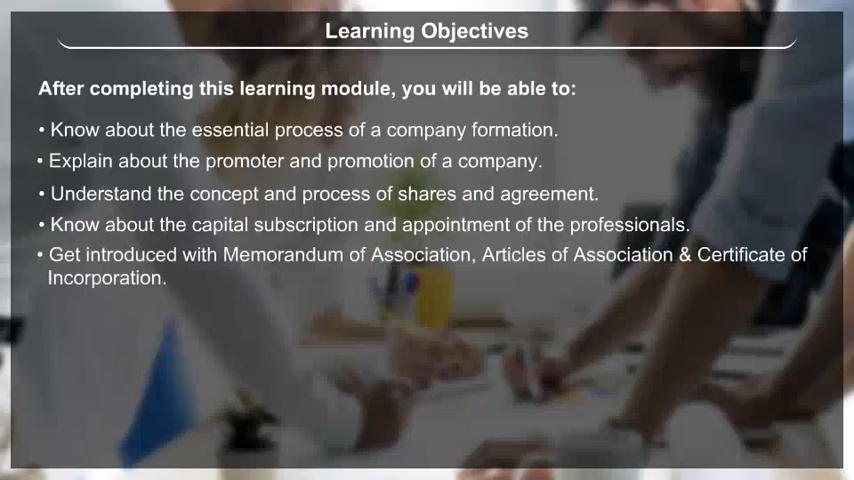 Learning Objectives
After completing this learning module, you will be able to:
• Know about the essential process of a company formation.
• Explain about the promoter and promotion of a company.
• Understand the concept and process of shares and agreement.
• Know about the capital subscription and appointment of the professionals.
• Get introduced with Memorandum of Association, Articles of Association & Certificate of
Incorporation.